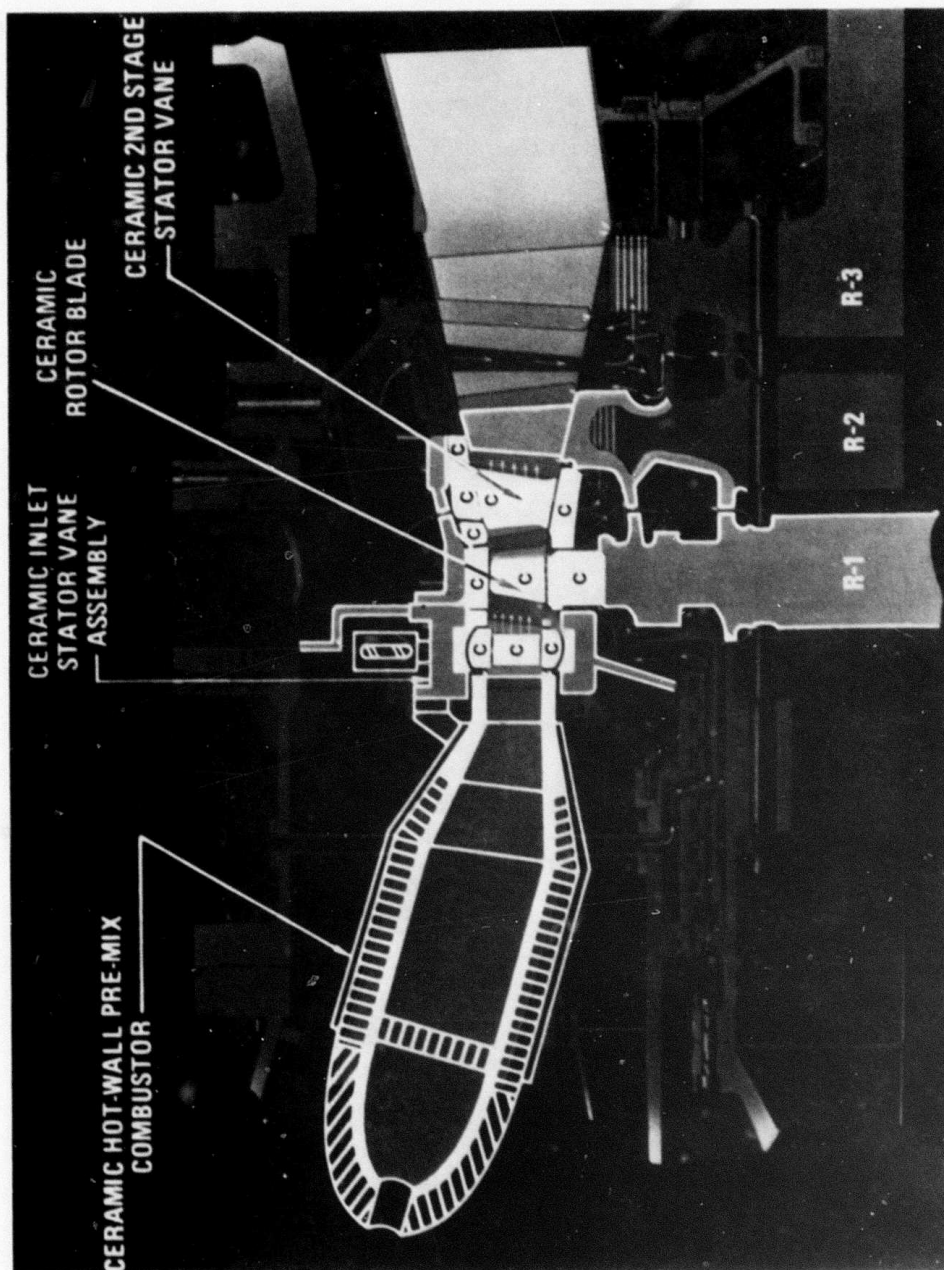 CERAMIC HOT-WALL PRE-MIX
COMBUSTOR
CERAMIC INLET
STATOR VANE
ASSEMBLY
CERAMIC
ROTOR BLADE
CERAMIC 2ND STAGE
STATOR VANE
C
C
C
C
C
C
C
C
C
C
C
R-1
R-2
R-3